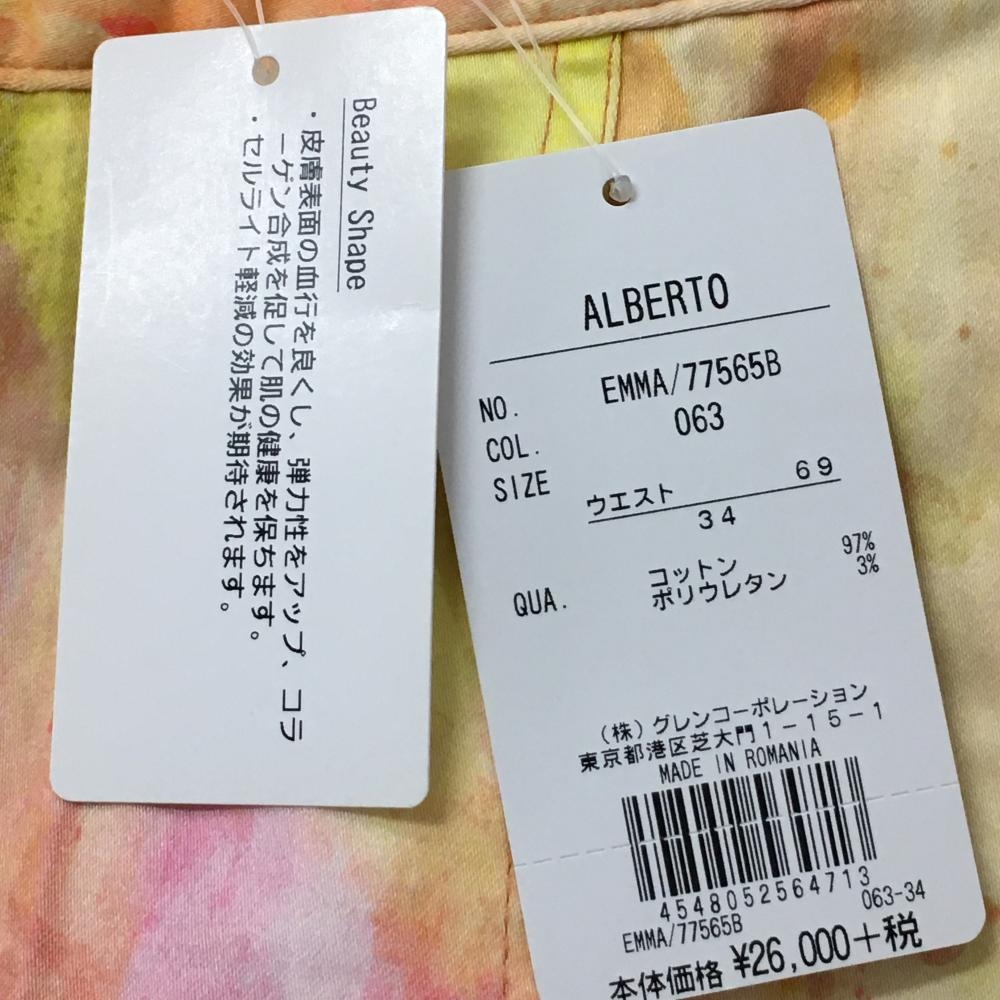 Beauty Shape
・皮膚表面の血行を良くし、弾力性をアップ、コラ
ーゲン合成を促して肌の健康を保ちます。
・セルライト軽減の効果が期待されます。
ALBERTO
NO. EMMA/77565B
COL. 063
SIZE ウエスト 69
34
QUA. コットン 97%
ポリウレタン 3%
（株）グレンコーポレーション
東京都港区芝大門1－15－1
MADE IN ROMANIA
4548052564713
EMMA/77565B 063-34
本体価格 ¥26,000＋税